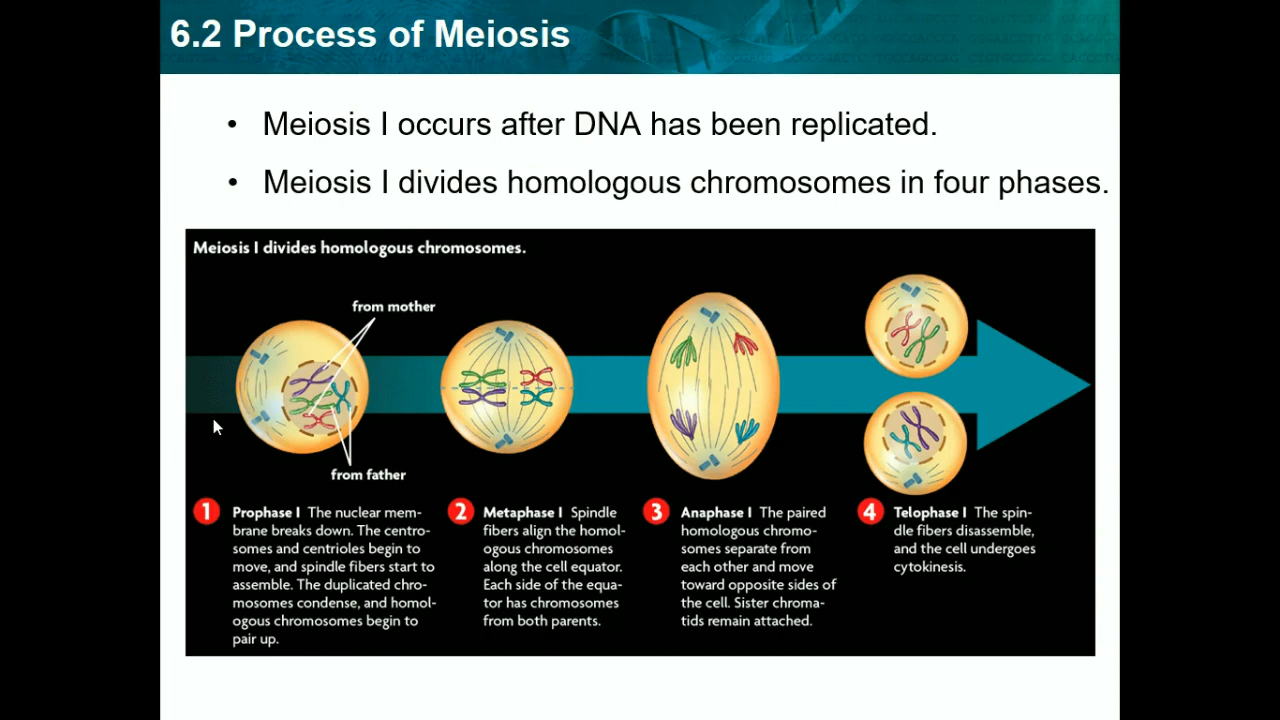 6.2 Process of Meiosis
• Meiosis I occurs after DNA has been replicated.
• Meiosis I divides homologous chromosomes in four phases.
Meiosis I divides homologous chromosomes.
from mother
from father
1 Prophase I The nuclear mem-
brane breaks down. The centro-
somes and centrioles begin to
move, and spindle fibers start to
assemble. The duplicated chro-
mosomes condense, and homol-
ogous chromosomes begin to
pair up.
2 Metaphase I Spindle
fibers align the homol-
ogous chromosomes
along the cell equator.
Each side of the equa-
tor has chromosomes
from both parents.
3 Anaphase I The paired
homologous chromo-
somes separate from
each other and move
toward opposite sides of
the cell. Sister chroma-
tids remain attached.
4 Telophase I The spin-
dle fibers disassemble,
and the cell undergoes
cytokinesis.